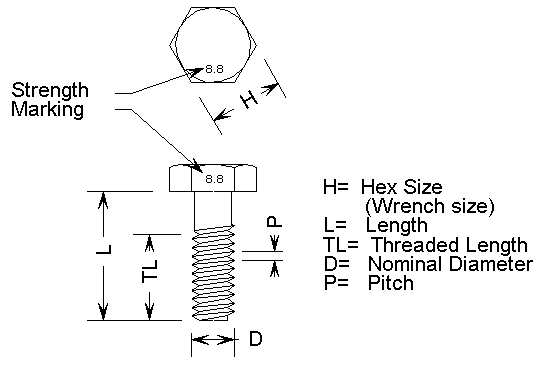 8.8
Strength
Marking
H
8.8
H= Hex Size
(Wrench size)
L= Length
TL= Threaded Length
D= Nominal Diameter
P= Pitch
P
L
TL
D